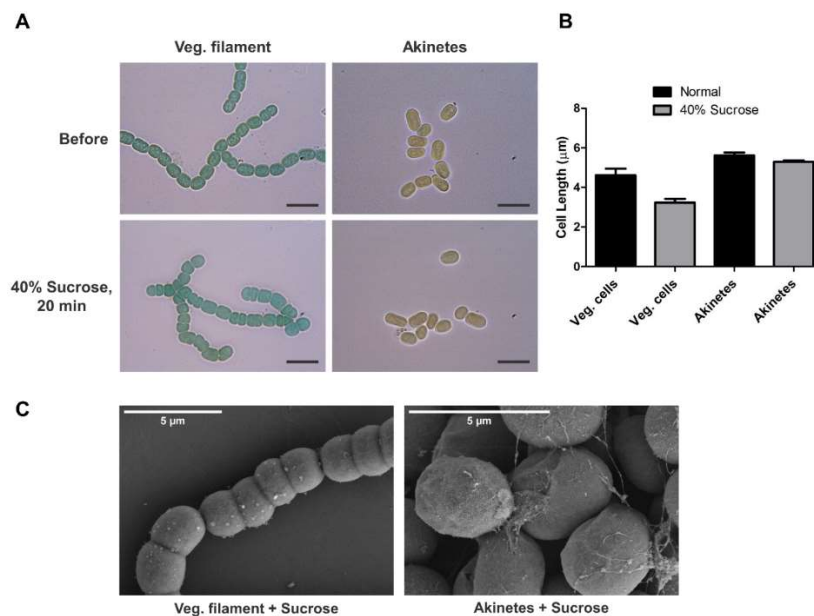 A
Veg. filament
Akinetes
Before
40% Sucrose,
20 min
B
Normal
40% Sucrose
Cell Length (μm)
8
6
4
2
0
Veg. cells
Veg. cells
Akinetes
Akinetes
C
5 μm
5 μm
Veg. filament + Sucrose
Akinetes + Sucrose